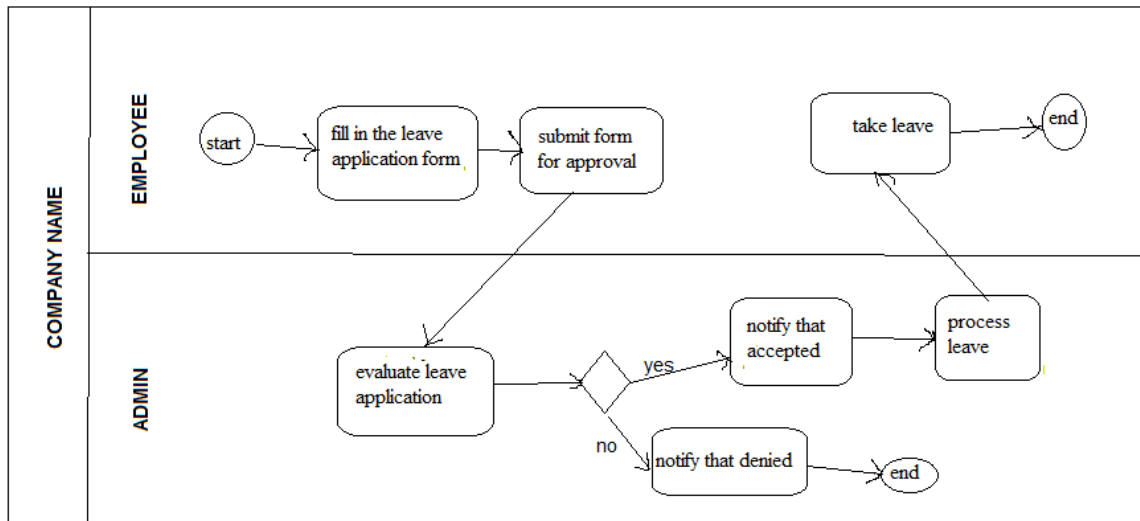 COMPANY NAME
EMPLOYEE
start
fill in the leave
application form
submit form
for approval
take leave
end
ADMIN
evaluate leave
application
yes
no
notify that
accepted
process
leave
notify that denied
end